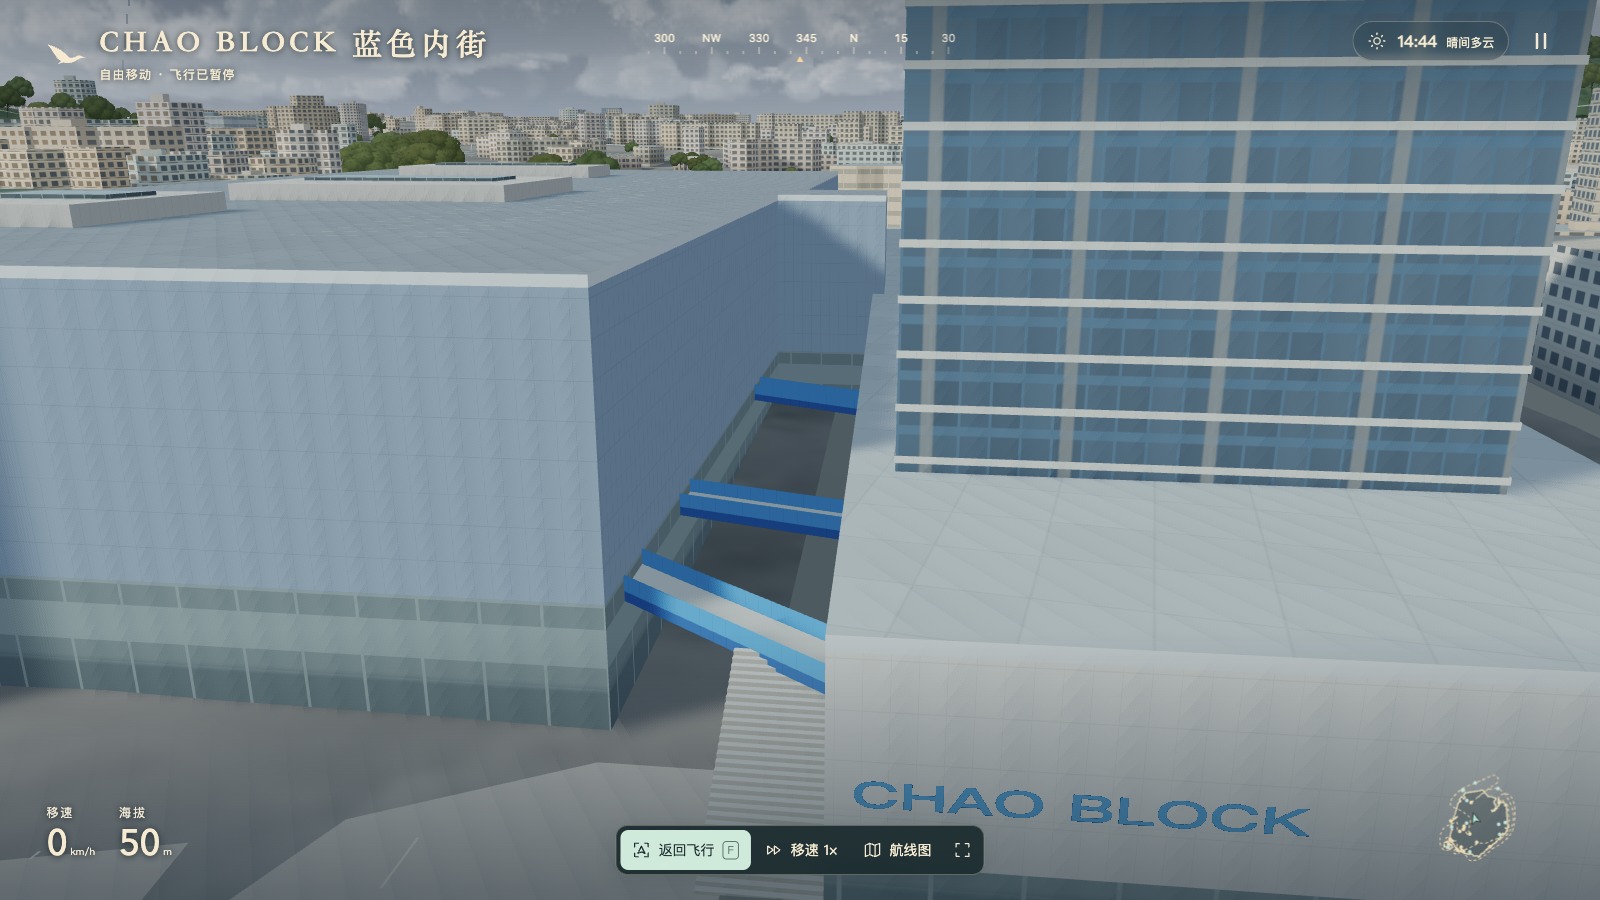 CHAO BLOCK 蓝色内街
自由移动 · 飞行已暂停
300 NW 330 345 N 15 30
14:44 晴间多云
CHAO BLOCK
移速 海拔
0 km/h 50 m
返回飞行 F 移速 1x 航线图